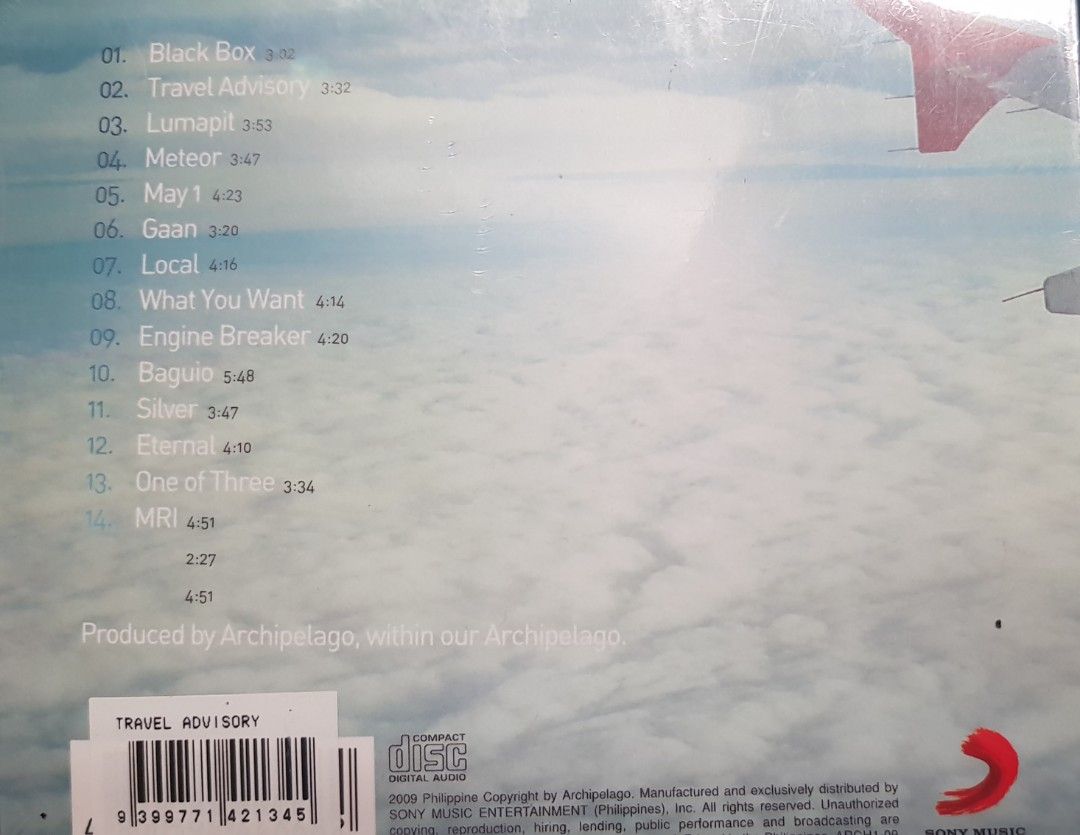 01. Black Box 3:02
02. Travel Advisory 3:32
03. Lumapit 3:53
04. Meteor 3:47
05. May 1 4:23
06. Gaan 3:20
07. Local 4:16
08. What You Want 4:14
09. Engine Breaker 4:20
10. Baguio 5:48
11. Silver 3:47
12. Eternal 4:10
13. One of Three 3:34
14. MRI 4:51
2:27
4:51
Produced by Archipelago, within our Archipelago.
TRAVEL ADVISORY
9 399771 421345
COMPACT
disc
DIGITAL AUDIO
2009 Philippine Copyright by Archipelago. Manufactured and exclusively distributed by
SONY MUSIC ENTERTAINMENT (Philippines), Inc. All rights reserved. Unauthorized
copying, reproduction, hiring, lending, public performance and broadcasting are
SONY MUSIC